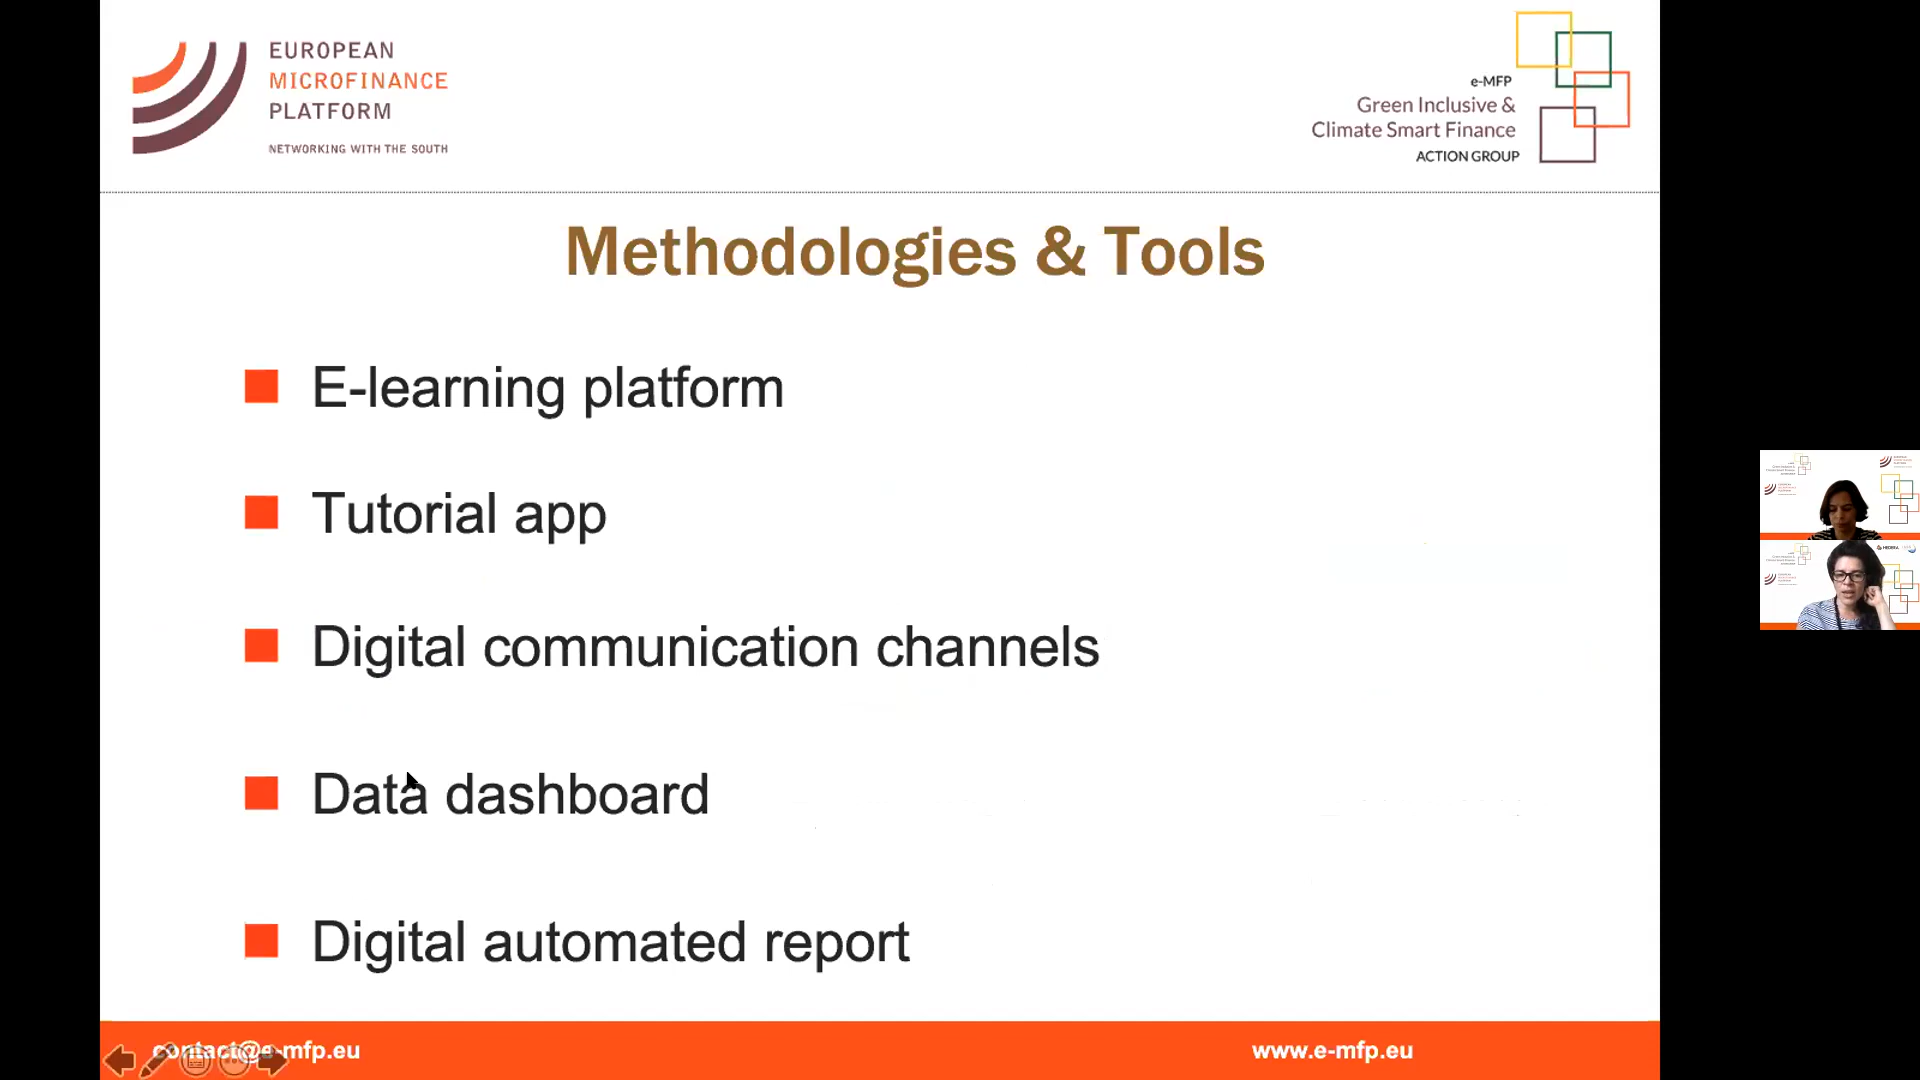 EUROPEAN
MICROFINANCE
PLATFORM
NETWORKING WITH THE SOUTH
e-MFP
Green Inclusive &
Climate Smart Finance
ACTION GROUP
Methodologies & Tools
E-learning platform
Tutorial app
Digital communication channels
Data dashboard
Digital automated report
contact@e-mfp.eu
www.e-mfp.eu